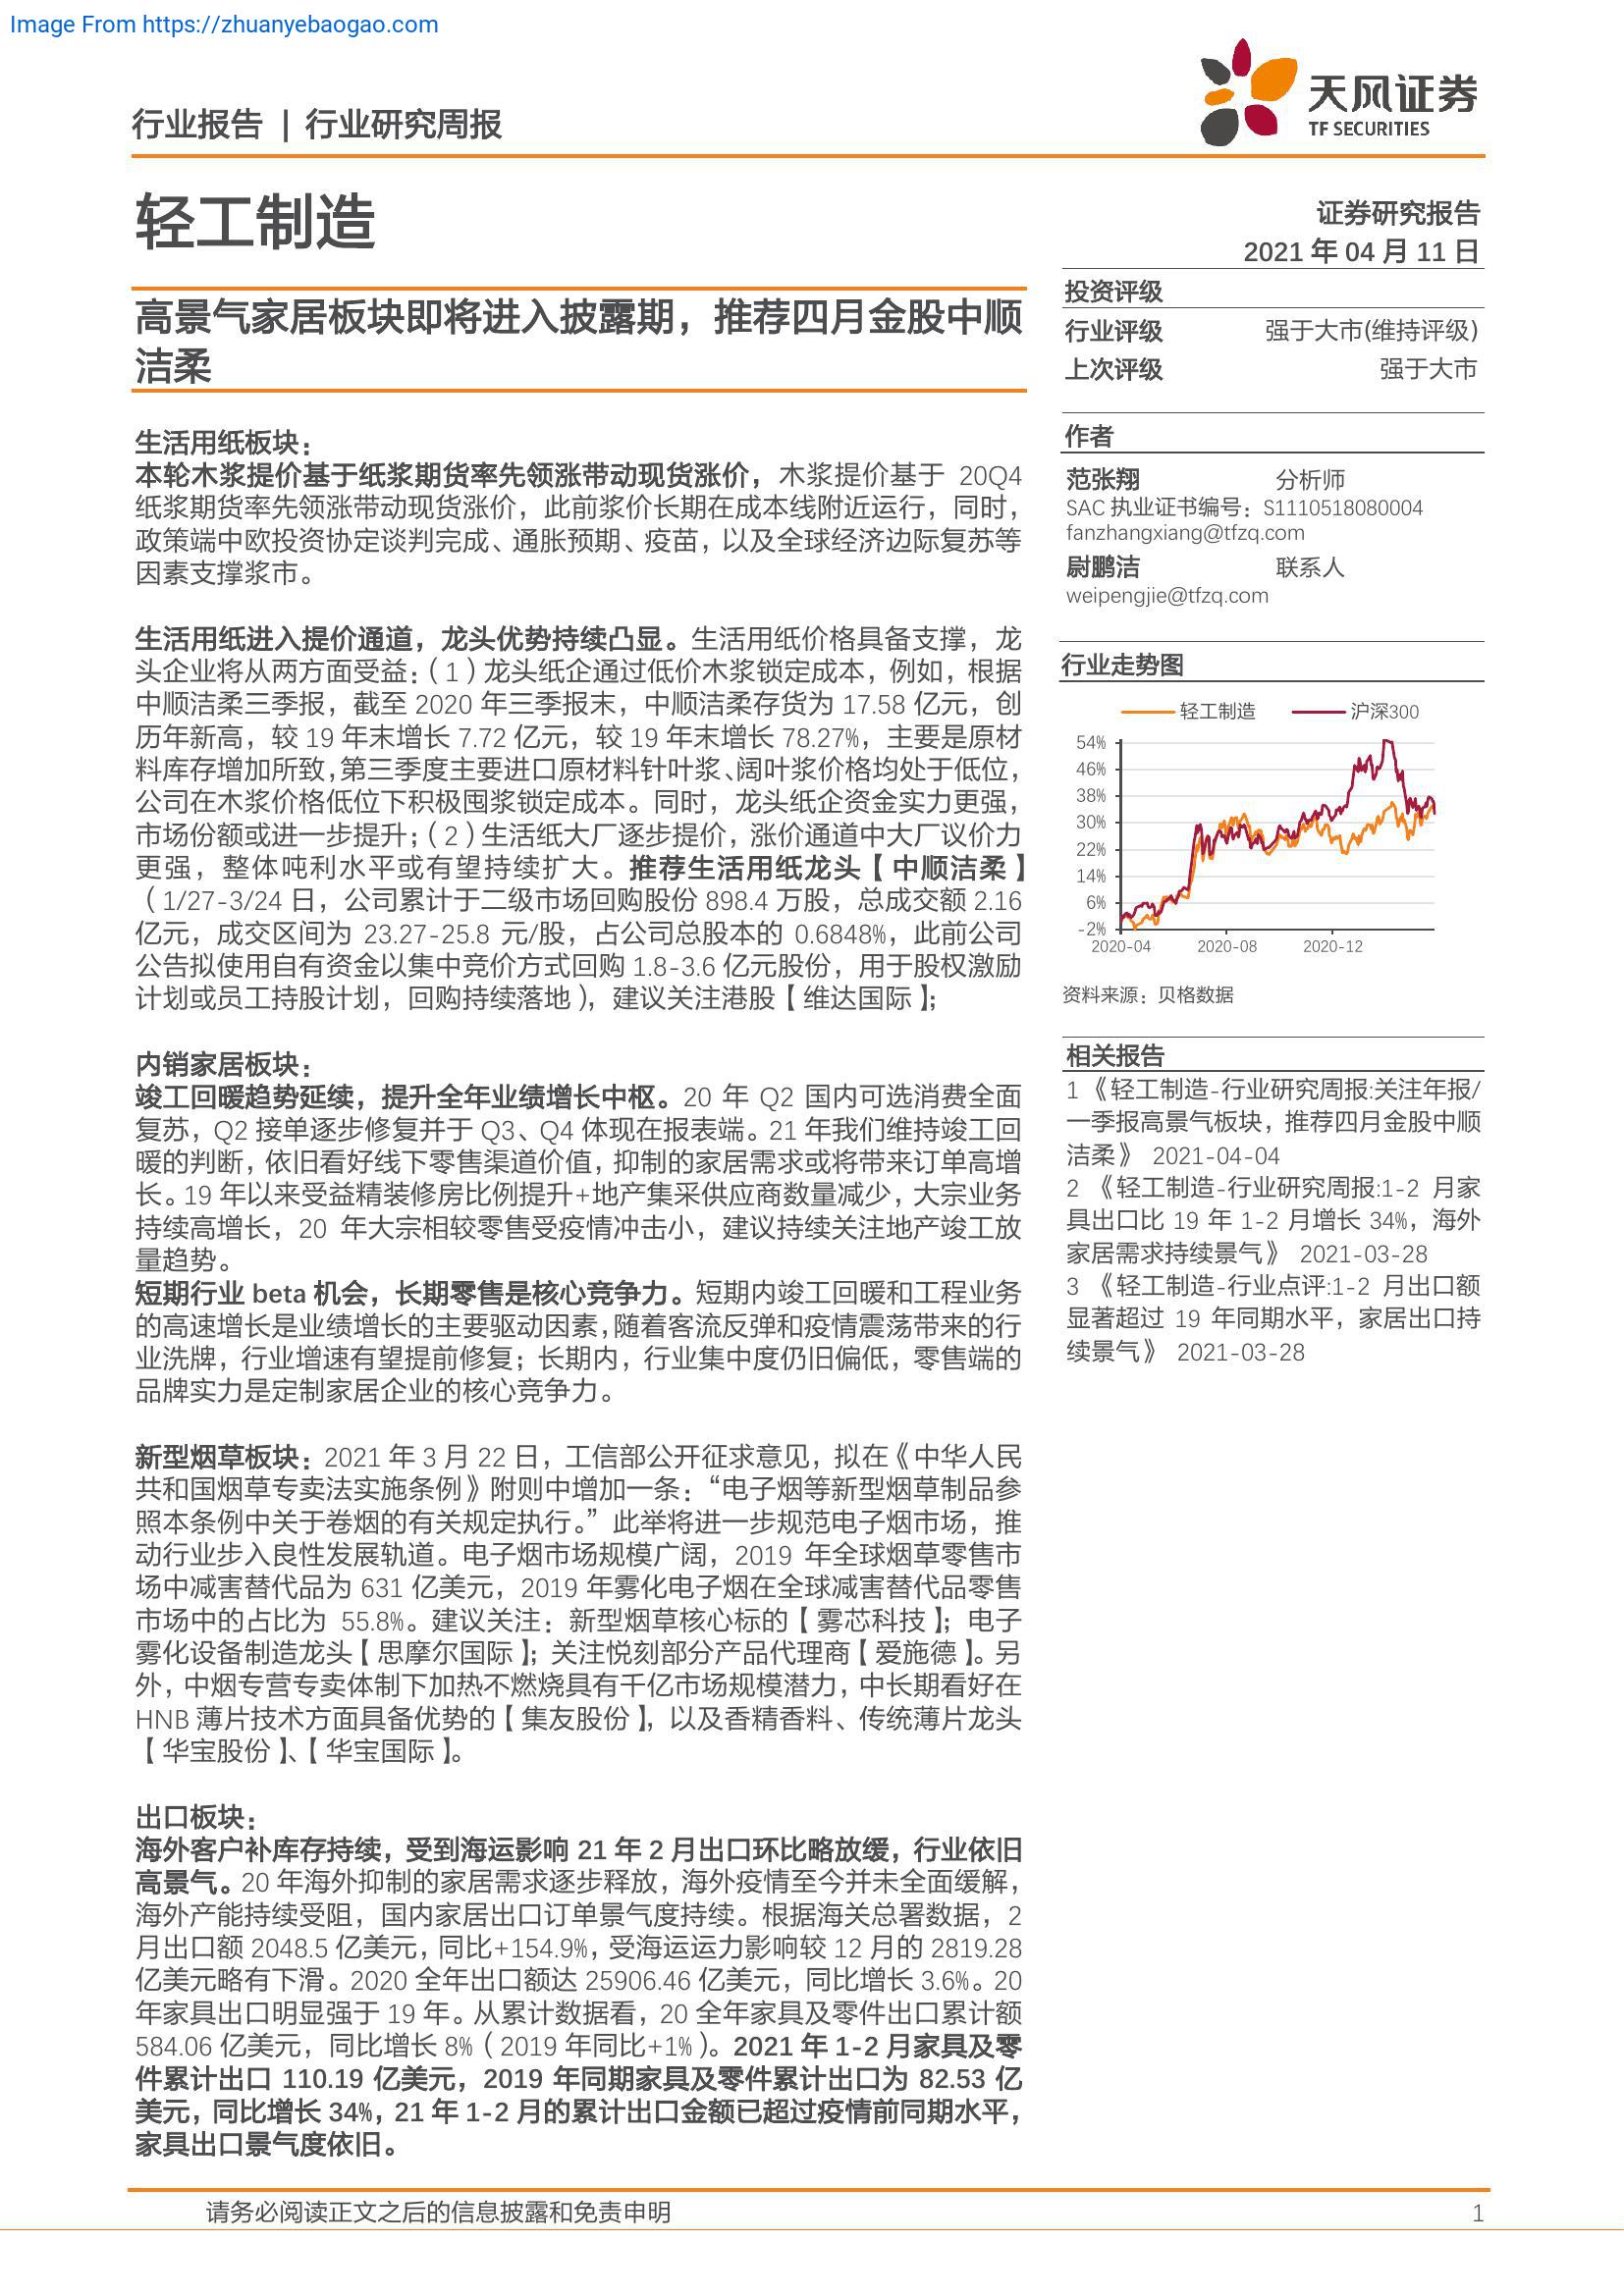 Image From https://zhuanyebaogao.com
行业报告 | 行业研究周报
天风证券
TF SECURITIES
轻工制造
证券研究报告
2021 年 04 月 11 日
高景气家居板块即将进入披露期，推荐四月金股中顺
洁柔
生活用纸板块：
本轮木浆提价基于纸浆期货率先领涨带动现货涨价，木浆提价基于 20Q4
纸浆期货率先领涨带动现货涨价，此前浆价长期在成本线附近运行，同时，
政策端中欧投资协定谈判完成、通胀预期、疫苗，以及全球经济边际复苏等
因素支撑浆市。
生活用纸进入提价通道，龙头优势持续凸显。生活用纸价格具备支撑，龙
头企业将从两方面受益：（1）龙头纸企通过低价木浆锁定成本，例如，根据
中顺洁柔三季报，截至 2020 年三季报末，中顺洁柔存货为 17.58 亿元，创
历年新高，较 19 年末增长 7.72 亿元，较 19 年末增长 78.27%，主要是原材
料库存增加所致，第三季度主要进口原材料针叶浆、阔叶浆价格均处于低位，
公司在木浆价格低位下积极囤浆锁定成本。同时，龙头纸企资金实力更强，
市场份额或进一步提升；（2）生活纸大厂逐步提价，涨价通道中大厂议价力
更强，整体吨利水平或有望持续扩大。推荐生活用纸龙头【中顺洁柔】
（1/27-3/24 日，公司累计于二级市场回购股份 898.4 万股，总成交额 2.16
亿元，成交区间为 23.27-25.8 元/股，占公司总股本的 0.6848%，此前公司
公告拟使用自有资金以集中竞价方式回购 1.8-3.6 亿元股份，用于股权激励
计划或员工持股计划，回购持续落地），建议关注港股【维达国际】；
内销家居板块：
竣工回暖趋势延续，提升全年业绩增长中枢。20 年 Q2 国内可选消费全面
复苏，Q2 接单逐步修复并于 Q3、Q4 体现在报表端。21 年我们维持竣工回
暖的判断，依旧看好线下零售渠道价值，抑制的家居需求或将带来订单高增
长。19 年以来受益精装修房比例提升+地产集采供应商数量减少，大宗业务
持续高增长，20 年大宗相较零售受疫情冲击小，建议持续关注地产竣工放
量趋势。
短期行业 beta 机会，长期零售是核心竞争力。短期内竣工回暖和工程业务
的高速增长是业绩增长的主要驱动因素，随着客流反弹和疫情震荡带来的行
业洗牌，行业增速有望提前修复；长期内，行业集中度仍旧偏低，零售端的
品牌实力是定制家居企业的核心竞争力。
新型烟草板块：2021 年 3 月 22 日，工信部公开征求意见，拟在《中华人民
共和国烟草专卖法实施条例》附则中增加一条：“电子烟等新型烟草制品参
照本条例中关于卷烟的有关规定执行。”此举将进一步规范电子烟市场，推
动行业步入良性发展轨道。电子烟市场规模广阔，2019 年全球烟草零售市
场中减害替代品为 631 亿美元，2019 年雾化电子烟在全球减害替代品零售
市场中的占比为 55.8%。建议关注：新型烟草核心标的【雾芯科技】；电子
雾化设备制造龙头【思摩尔国际】；关注悦刻部分产品代理商【爱施德】。另
外，中烟专营专卖体制下加热不燃烧具有千亿市场规模潜力，中长期看好在
HNB 薄片技术方面具备优势的【集友股份】，以及香精香料、传统薄片龙头
【华宝股份】、【华宝国际】。
出口板块：
海外客户补库存持续，受到海运影响 21 年 2 月出口环比略放缓，行业依旧
高景气。20 年海外抑制的家居需求逐步释放，海外疫情至今并未全面缓解，
海外产能持续受阻，国内家居出口订单景气度持续。根据海关总署数据，2
月出口额 2048.5 亿美元，同比+154.9%，受海运运力影响较 12 月的 2819.28
亿美元略有下滑。2020 全年出口额达 25906.46 亿美元，同比增长 3.6%。20
年家具出口明显强于 19 年。从累计数据看，20 全年家具及零件出口累计额
584.06 亿美元，同比增长 8%（2019 年同比+1%）。2021 年 1-2 月家具及零
件累计出口 110.19 亿美元，2019 年同期家具及零件累计出口为 82.53 亿
美元，同比增长 34%，21 年 1-2 月的累计出口金额已超过疫情前同期水平，
家具出口景气度依旧。
投资评级
行业评级 强于大市(维持评级)
上次评级 强于大市
作者
范张翔 分析师
SAC 执业证书编号：S1110518080004
fanzhangxiang@tfzq.com
尉鹏洁 联系人
weipengjie@tfzq.com
行业走势图
轻工制造 沪深300
54%
46%
38%
30%
22%
14%
6%
-2%
2020-04 2020-08 2020-12
资料来源：贝格数据
相关报告
1 《轻工制造-行业研究周报:关注年报/
一季报高景气板块，推荐四月金股中顺
洁柔》 2021-04-04
2 《轻工制造-行业研究周报:1-2 月家
具出口比 19 年 1-2 月增长 34%，海外
家居需求持续景气》 2021-03-28
3 《轻工制造-行业点评:1-2 月出口额
显著超过 19 年同期水平，家居出口持
续景气》 2021-03-28
请务必阅读正文之后的信息披露和免责申明 1